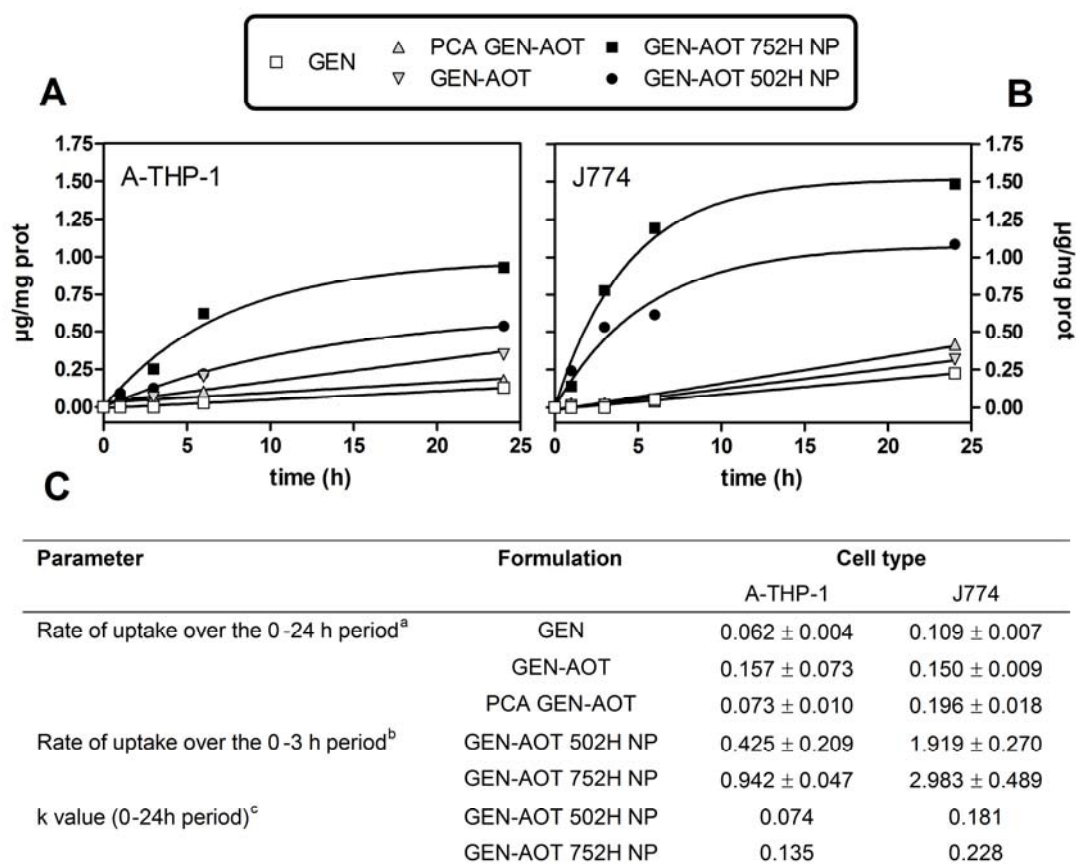 GEN
PCA GEN-AOT
GEN-AOT
GEN-AOT 752H NP
GEN-AOT 502H NP
A
B
A-THP-1
1.75
1.50
1.25
1.00
0.75
0.50
0.25
0.00
µg/mg prot
0 5 10 15 20 25
time (h)
J774
1.75
1.50
1.25
1.00
0.75
0.50
0.25
0.00
µg/mg prot
0 5 10 15 20 25
time (h)
C
Parameter Formulation Cell type
A-THP-1 J774
Rate of uptake over the 0-24 h period^a GEN 0.062 ± 0.004 0.109 ± 0.007
GEN-AOT 0.157 ± 0.073 0.150 ± 0.009
PCA GEN-AOT 0.073 ± 0.010 0.196 ± 0.018
Rate of uptake over the 0-3 h period^b GEN-AOT 502H NP 0.425 ± 0.209 1.919 ± 0.270
GEN-AOT 752H NP 0.942 ± 0.047 2.983 ± 0.489
k value (0-24h period)^c GEN-AOT 502H NP 0.074 0.181
GEN-AOT 752H NP 0.135 0.228